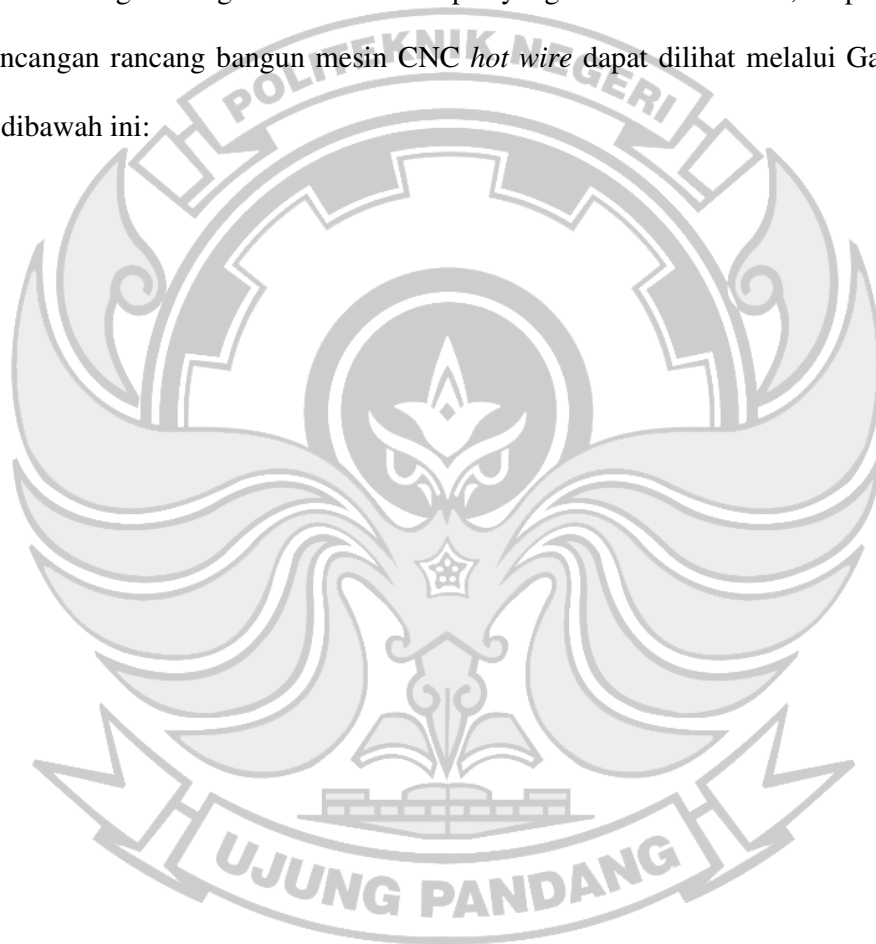 ncangan rancang bangun mesin CNC hot wire dapat dilihat melalui Ga
dibawah ini:
POLITEKNIK NEGERI
UJUNG PANDANG